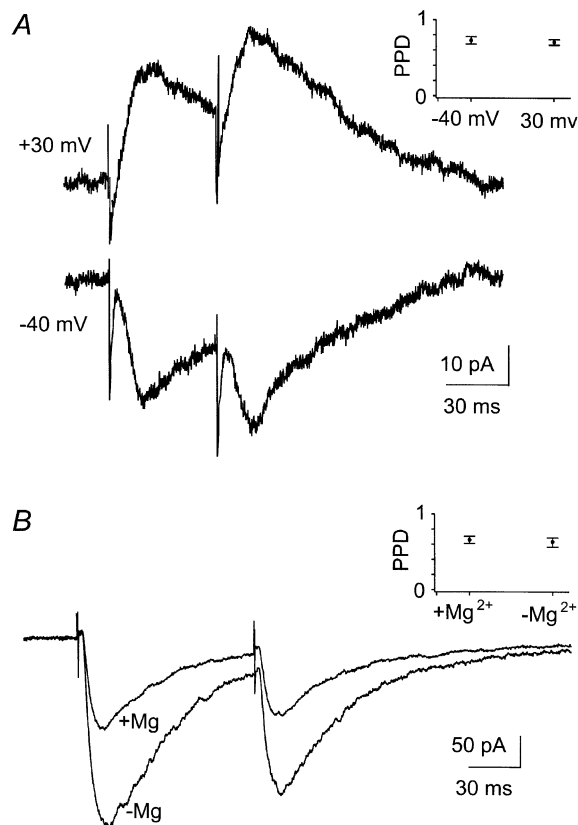 A
+30 mV
-40 mV
1
PPD
0
-40 mV
30 mv
10 pA
30 ms
B
+Mg
-Mg
1
PPD
0
+Mg²⁺
-Mg²⁺
50 pA
30 ms